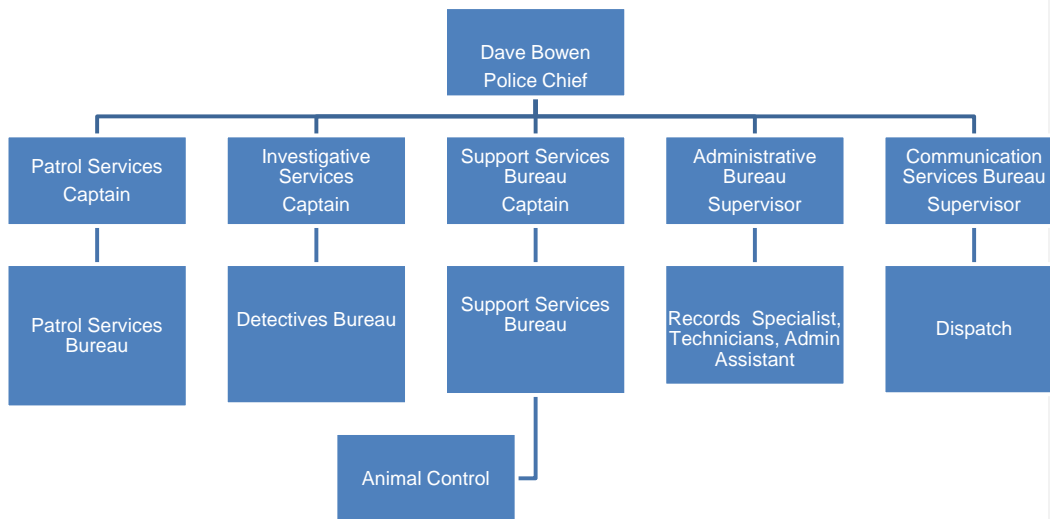 Dave Bowen
Police Chief
Patrol Services
Captain
Investigative
Services
Captain
Support Services
Bureau
Captain
Administrative
Bureau
Supervisor
Communication
Services Bureau
Supervisor
Patrol Services
Bureau
Detectives Bureau
Support Services
Bureau
Records Specialist,
Technicians, Admin
Assistant
Dispatch
Animal Control